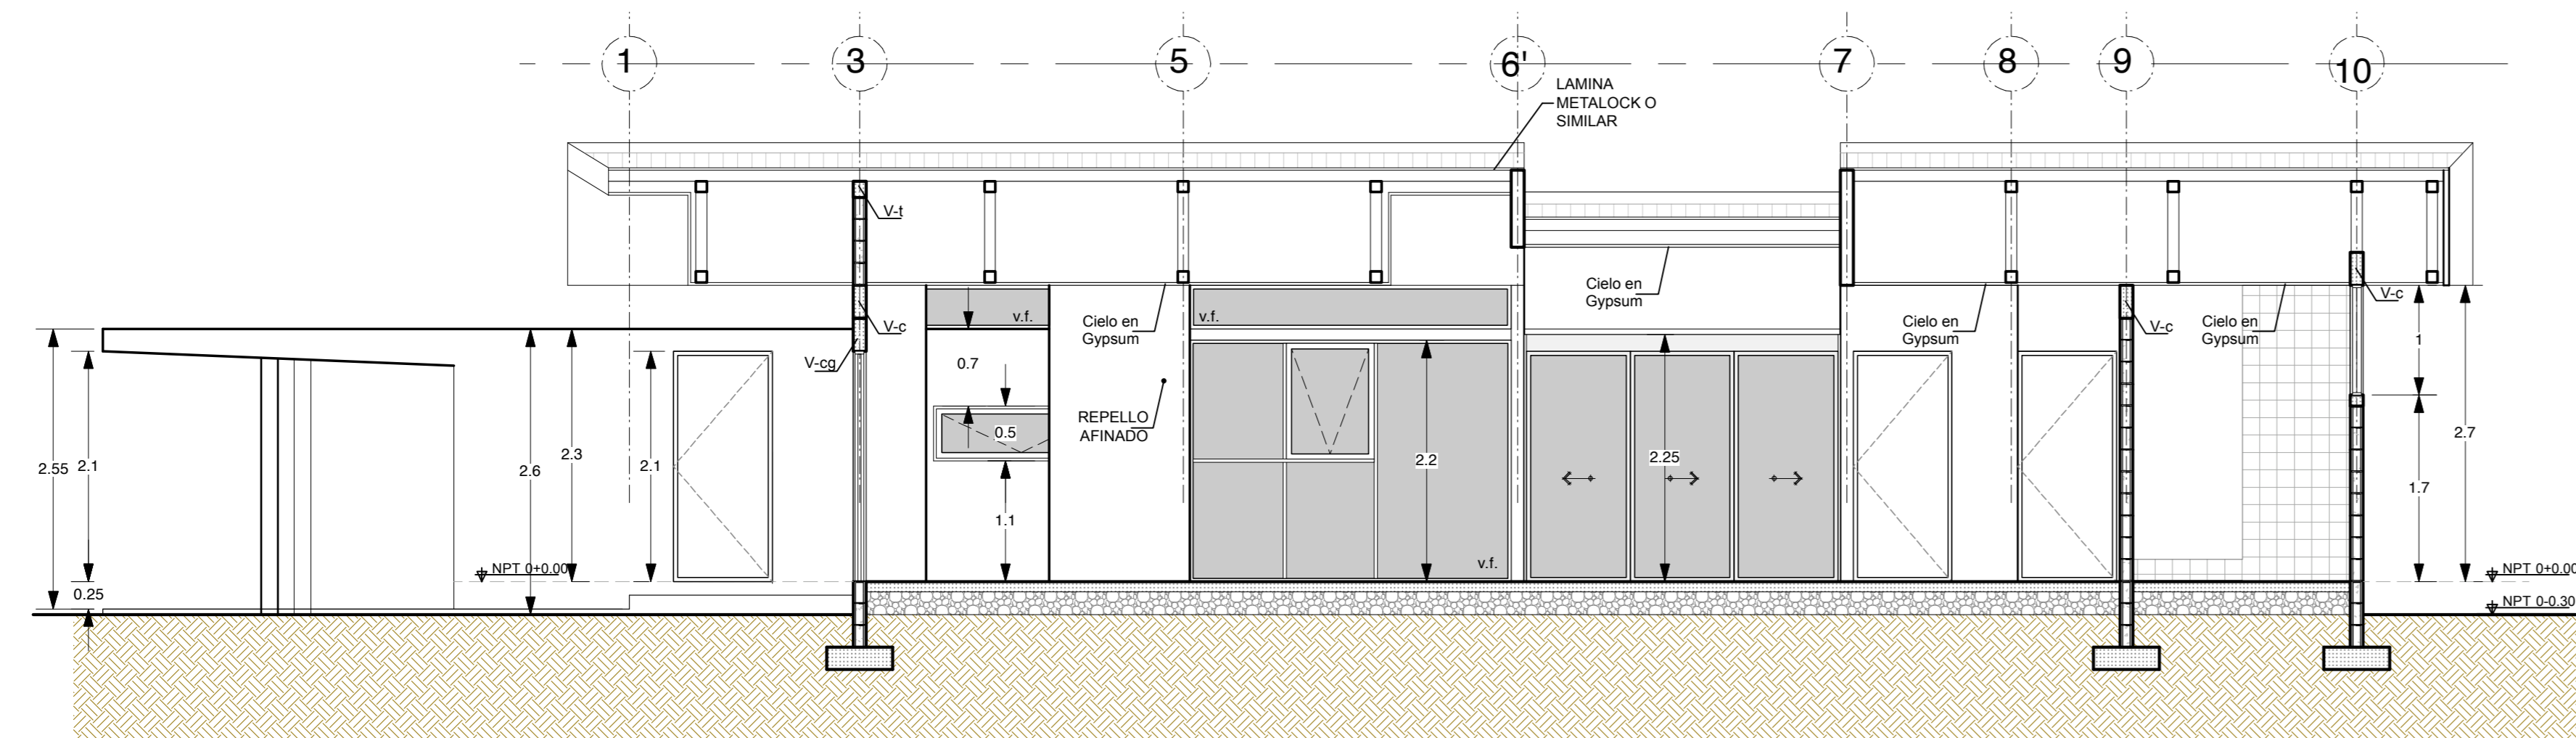 1
3
5
6'
7
8
9
10
LAMINA
METALOCK O
SIMILAR
V-t
V-c
V-cg
v.f.
0.7
0.5
1.1
Cielo en
Gypsum
REPELLO
AFINADO
v.f.
2.2
v.f.
Cielo en
Gypsum
2.25
Cielo en
Gypsum
V-c
Cielo en
Gypsum
V-c
1
1.7
2.7
2.55
2.1
0.25
2.6
2.3
2.1
NPT 0+0.00
NPT 0+0.00
NPT 0-0.30